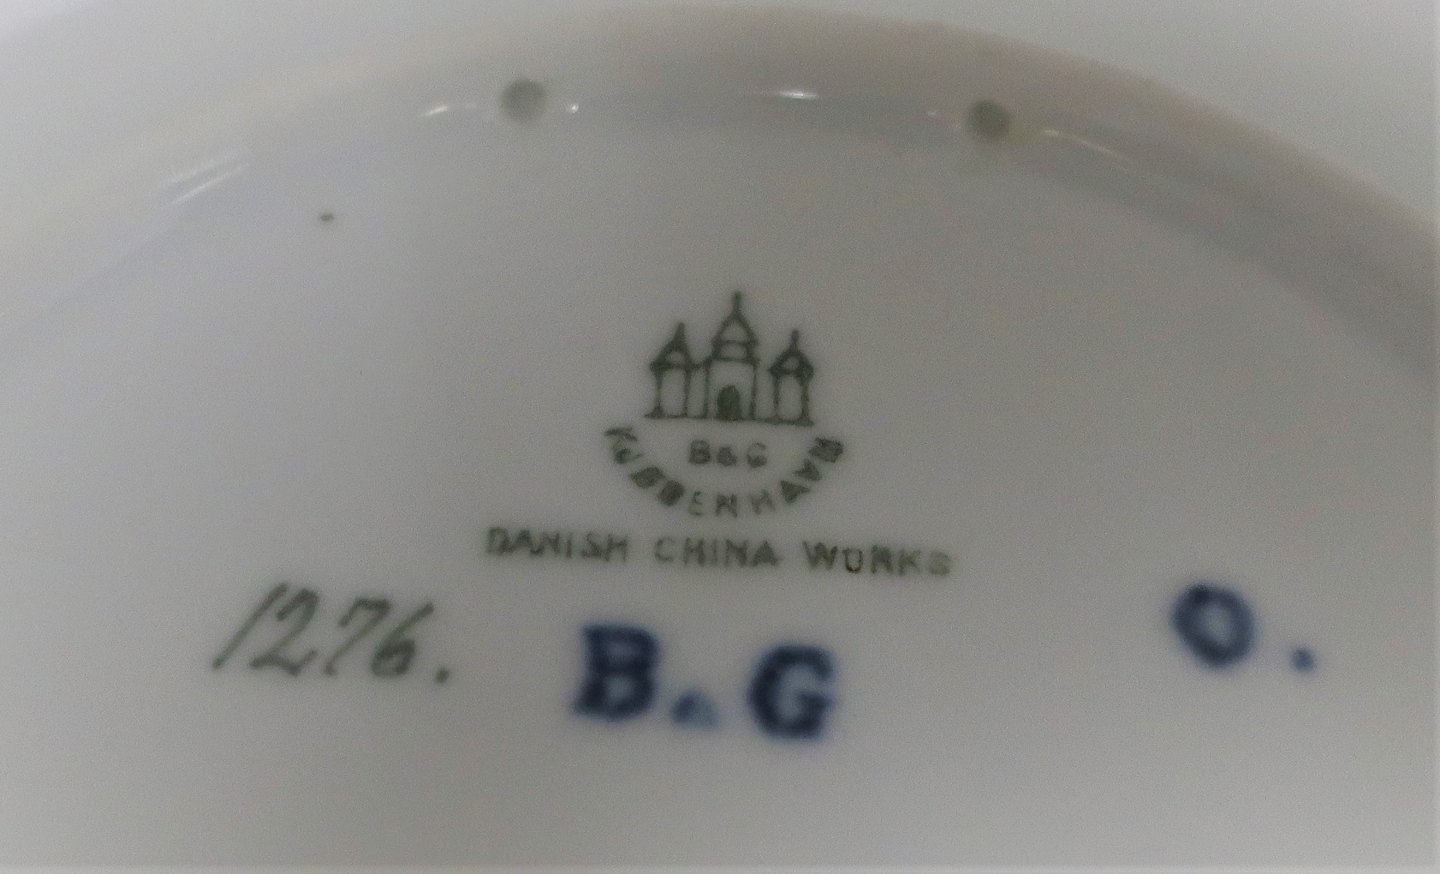 B&G
KJØBENHAVN
DANISH CHINA WORKS
1276. B&G O.